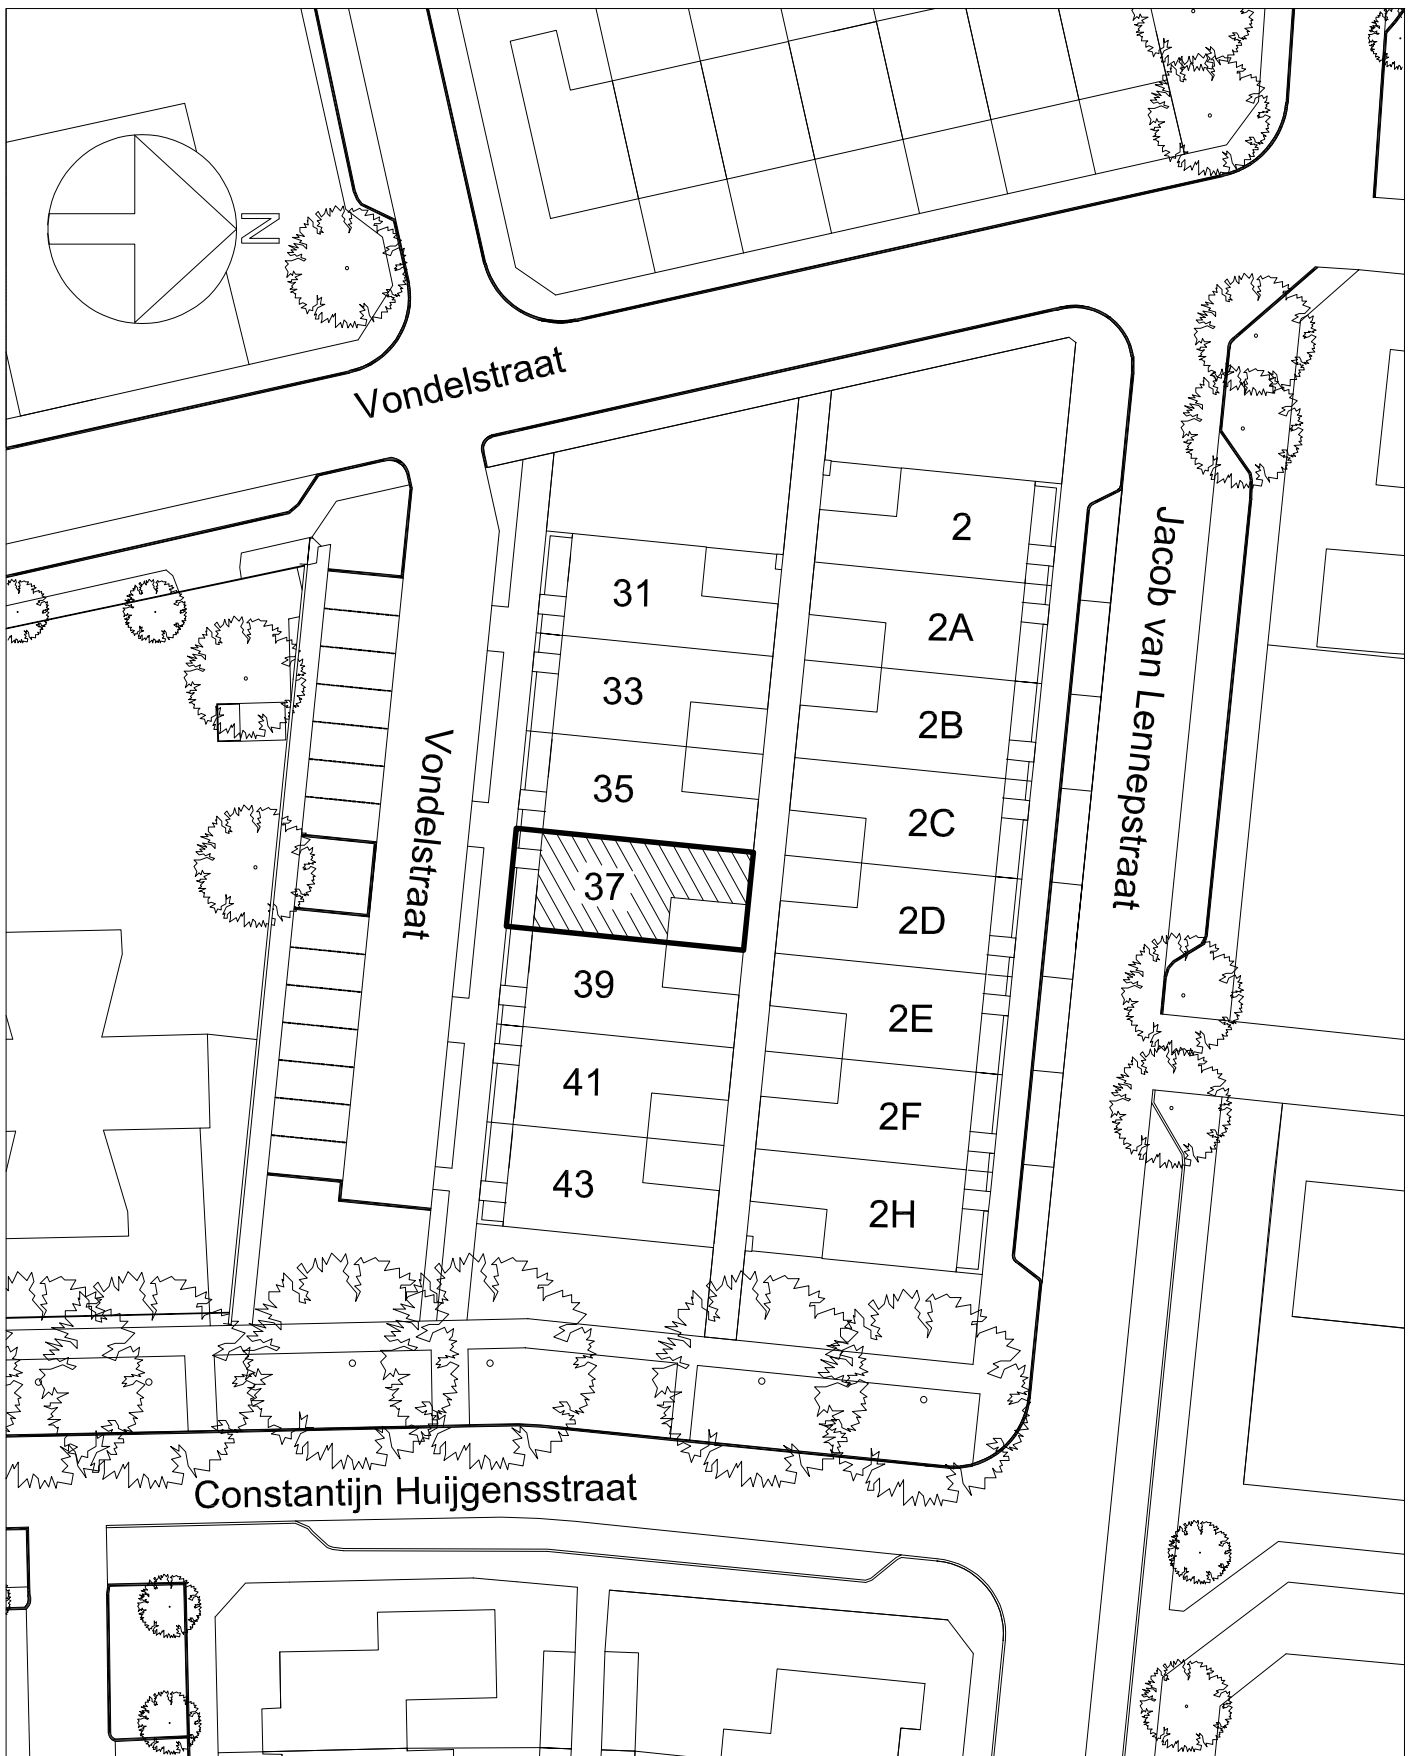 N
Vondelstraat
Jacob van Lennepstraat
2
31
2A
33
2B
Vondelstraat
35
2C
37
2D
39
2E
41
2F
43
2H
Constantijn Huijgensstraat